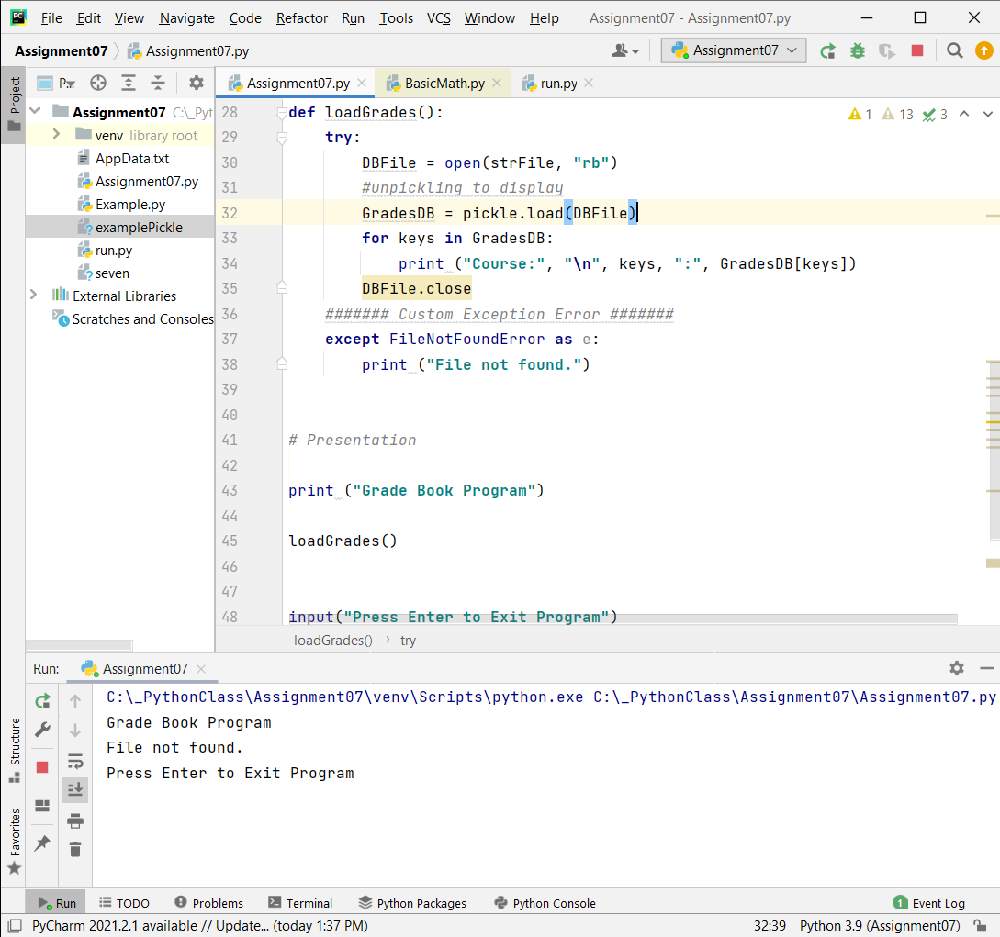 PC File Edit View Navigate Code Refactor Run Tools VCS Window Help Assignment07 - Assignment07.py
Assignment07 Assignment07.py Assignment07
Project
P...
Assignment07.py BasicMath.py run.py
Assignment07 C:\_Pyt
venv library root
AppData.txt
Assignment07.py
Example.py
examplePickle
run.py
seven
External Libraries
Scratches and Consoles
1 13 3
28 def loadGrades():
29 try:
30 DBFile = open(strFile, "rb")
31 #unpickling to display
32 GradesDB = pickle.load(DBFile)
33 for keys in GradesDB:
34 print ("Course:", "\n", keys, ":", GradesDB[keys])
35 DBFile.close
36 ####### Custom Exception Error #######
37 except FileNotFoundError as e:
38 print ("File not found.")
39
40
41 # Presentation
42
43 print ("Grade Book Program")
44
45 loadGrades()
46
47
48 input("Press Enter to Exit Program")
loadGrades() › try
Run: Assignment07
C:\_PythonClass\Assignment07\venv\Scripts\python.exe C:\_PythonClass\Assignment07\Assignment07.py
Grade Book Program
File not found.
Press Enter to Exit Program
Structure
Favorites
Run TODO Problems Terminal Python Packages Python Console 1 Event Log
PyCharm 2021.2.1 available // Update... (today 1:37 PM) 32:39 Python 3.9 (Assignment07)